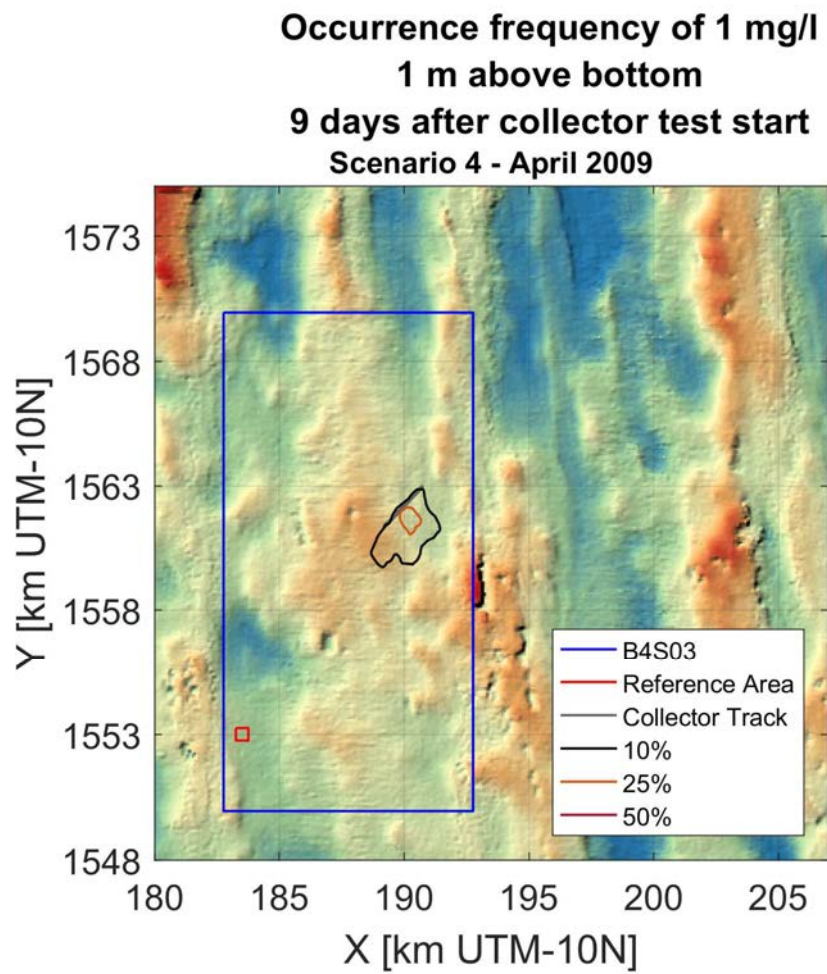 Occurrence frequency of 1 mg/l
1 m above bottom
9 days after collector test start
Scenario 4 - April 2009
Y [km UTM-10N]
1573
1568
1563
1558
1553
1548
B4S03
Reference Area
Collector Track
10%
25%
50%
180
185
190
195
200
205
X [km UTM-10N]